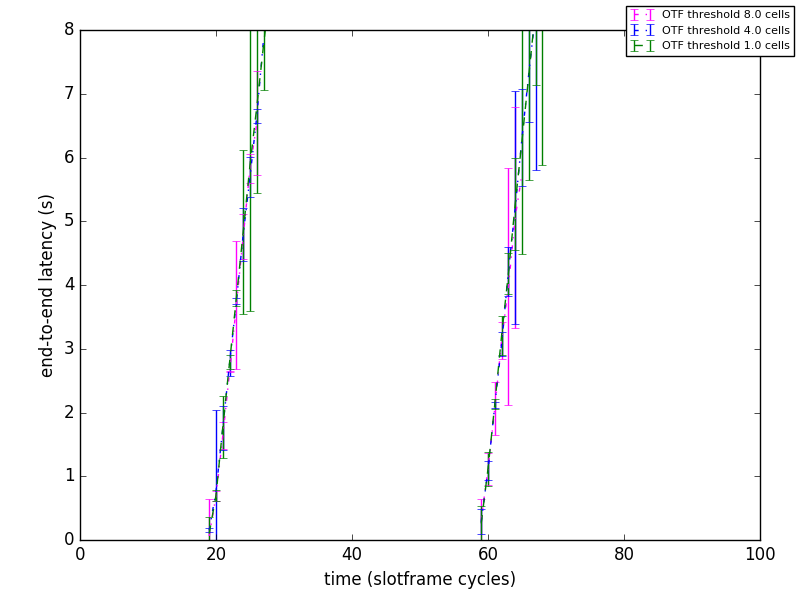 OTF threshold 8.0 cells
OTF threshold 4.0 cells
OTF threshold 1.0 cells
8
7
6
5
4
3
2
1
0
end-to-end latency (s)
0 20 40 60 80 100
time (slotframe cycles)